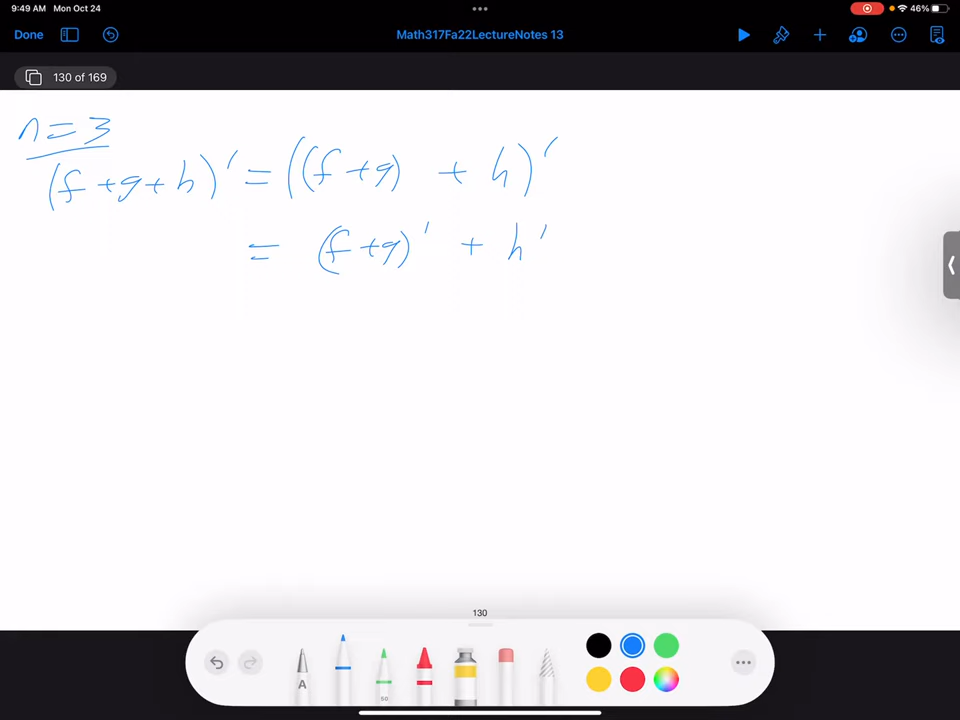 9:49 AM Mon Oct 24 46%
Done Math317Fa22LectureNotes 13
130 of 169
n = 3
(f + g + h)' = ((f + g) + h)'
= (f + g)' + h'
130
A
50